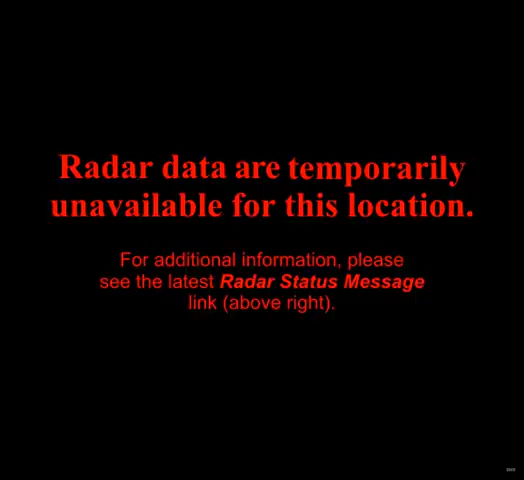 Radar data are temporarily
unavailable for this location.
For additional information, please
see the latest Radar Status Message
link (above right).